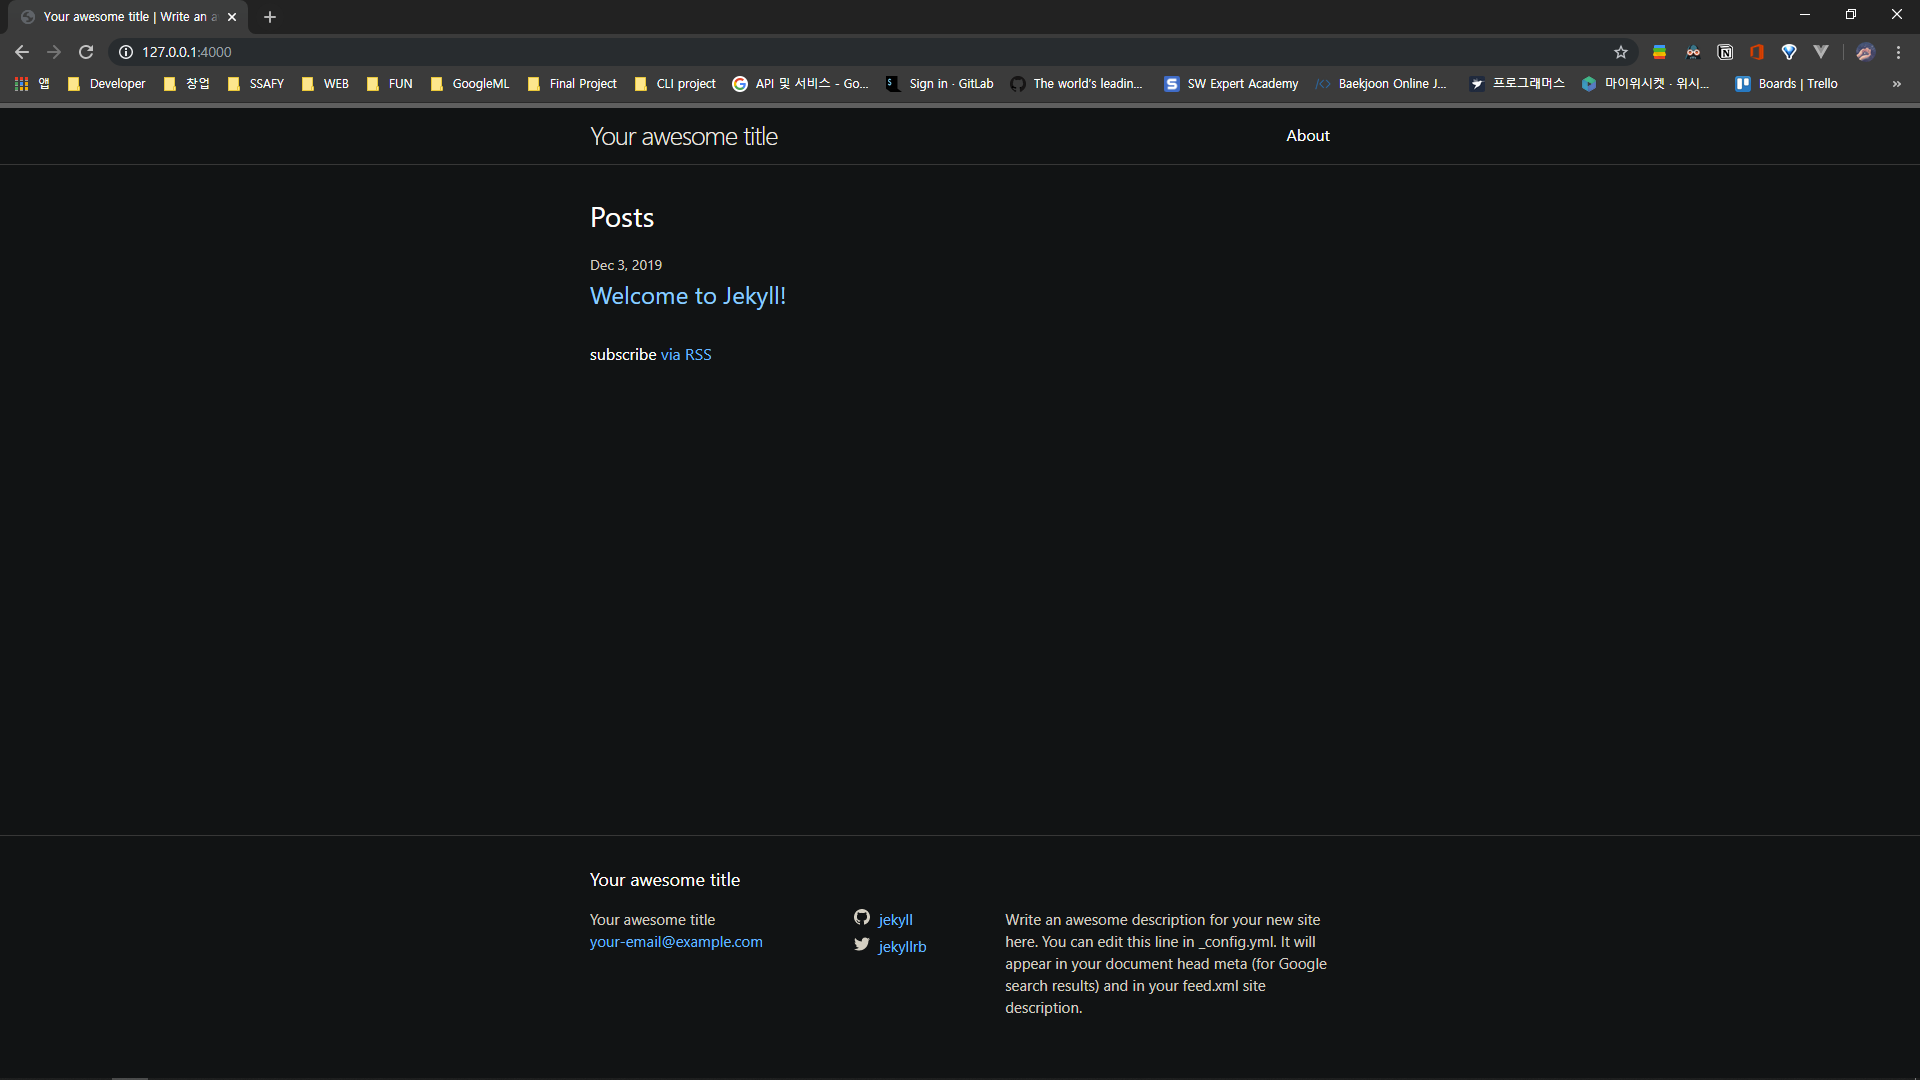 Your awesome title | Write an a
127.0.0.1:4000
앱 Developer 창업 SSAFY WEB FUN GoogleML Final Project CLI project API 및 서비스 - Go... Sign in · GitLab The world's leadin... SW Expert Academy Baekjoon Online J... 프로그래머스 마이위시켓 · 위시... Boards | Trello »
Your awesome title About
Posts
Dec 3, 2019
Welcome to Jekyll!
subscribe via RSS
Your awesome title
Your awesome title
your-email@example.com
jekyll
jekyllrb
Write an awesome description for your new site
here. You can edit this line in _config.yml. It will
appear in your document head meta (for Google
search results) and in your feed.xml site
description.